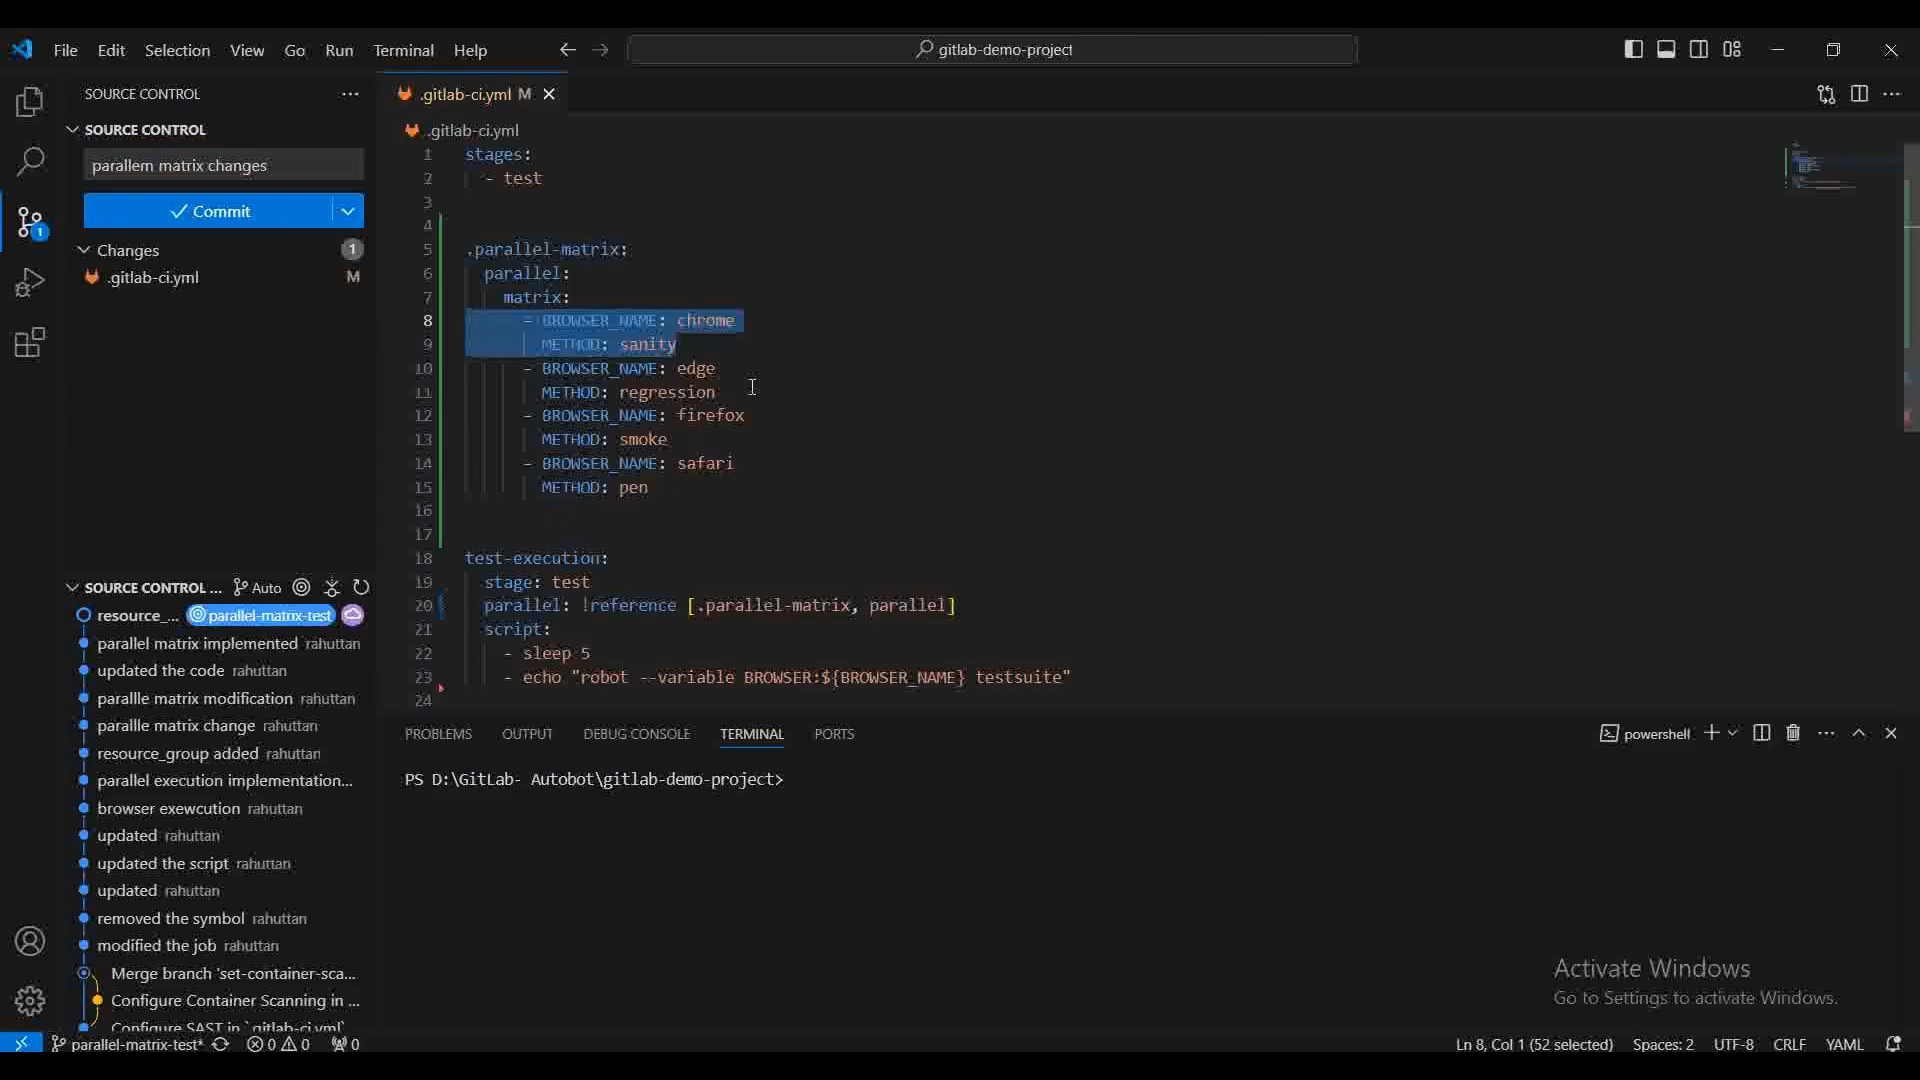 File Edit Selection View Go Run Terminal Help
gitlab-demo-project
SOURCE CONTROL
SOURCE CONTROL
parallem matrix changes
Commit
Changes 1
.gitlab-ci.yml M
.gitlab-ci.yml M
.gitlab-ci.yml
1 stages:
2 - test
3
4
5 .parallel-matrix:
6 parallel:
7 matrix:
8 - BROWSER_NAME: chrome
9 METHOD: sanity
10 - BROWSER_NAME: edge
11 METHOD: regression
12 - BROWSER_NAME: firefox
13 METHOD: smoke
14 - BROWSER_NAME: safari
15 METHOD: pen
16
17
18 test-execution:
19 stage: test
20 parallel: !reference [.parallel-matrix, parallel]
21 script:
22 - sleep 5
23 - echo "robot --variable BROWSER:${BROWSER_NAME} testsuite"
24
SOURCE CONTROL ... Auto
resource_... parallel-matrix-test
parallel matrix implemented rahuttan
updated the code rahuttan
parallle matrix modification rahuttan
parallle matrix change rahuttan
resource_group added rahuttan
parallel execution implementation...
browser exewcution rahuttan
updated rahuttan
updated the script rahuttan
updated rahuttan
removed the symbol rahuttan
modified the job rahuttan
Merge branch 'set-container-sca...
Configure Container Scanning in ...
Configure SAST in `.gitlab-ci.yml`
PROBLEMS OUTPUT DEBUG CONSOLE TERMINAL PORTS
powershell
PS D:\GitLab- Autobot\gitlab-demo-project>
Activate Windows
Go to Settings to activate Windows.
1
parallel-matrix-test* 0 0 0
Ln 8, Col 1 (52 selected) Spaces: 2 UTF-8 CRLF YAML